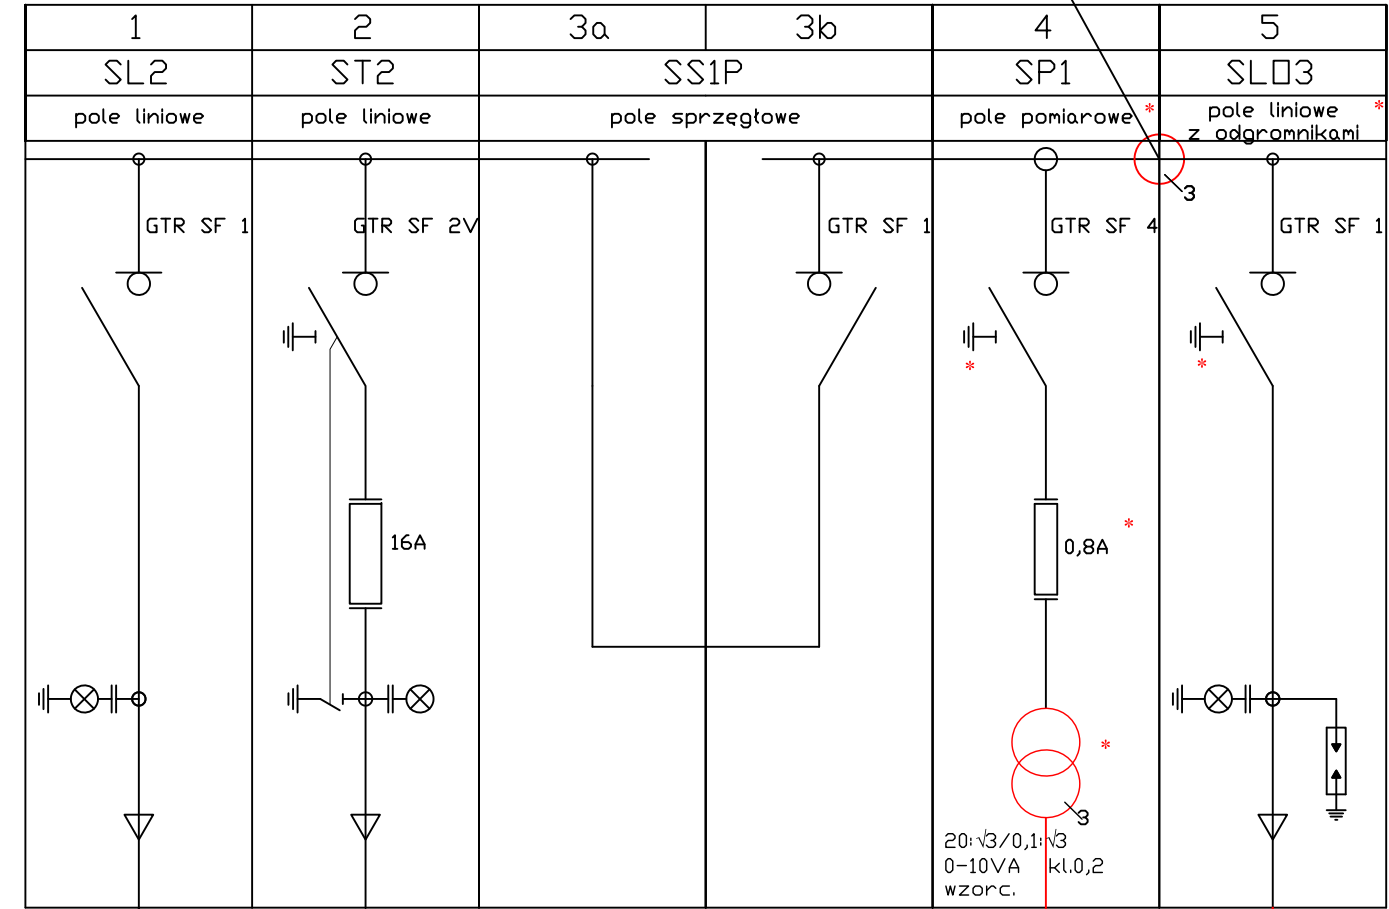 1 2 3a 3b 4 5
SL2 ST2 SS1P SP1 SLO3
pole liniowe pole liniowe pole sprzęgłowe pole pomiarowe * pole liniowe *
z odgromnikami
3
GTR SF 1 GTR SF 2V GTR SF 1 GTR SF 4 GTR SF 1
* *
*
16A 0,8A
*
3
20:√3/0,1:√3
0-10VA kl.0,2
wzorc.